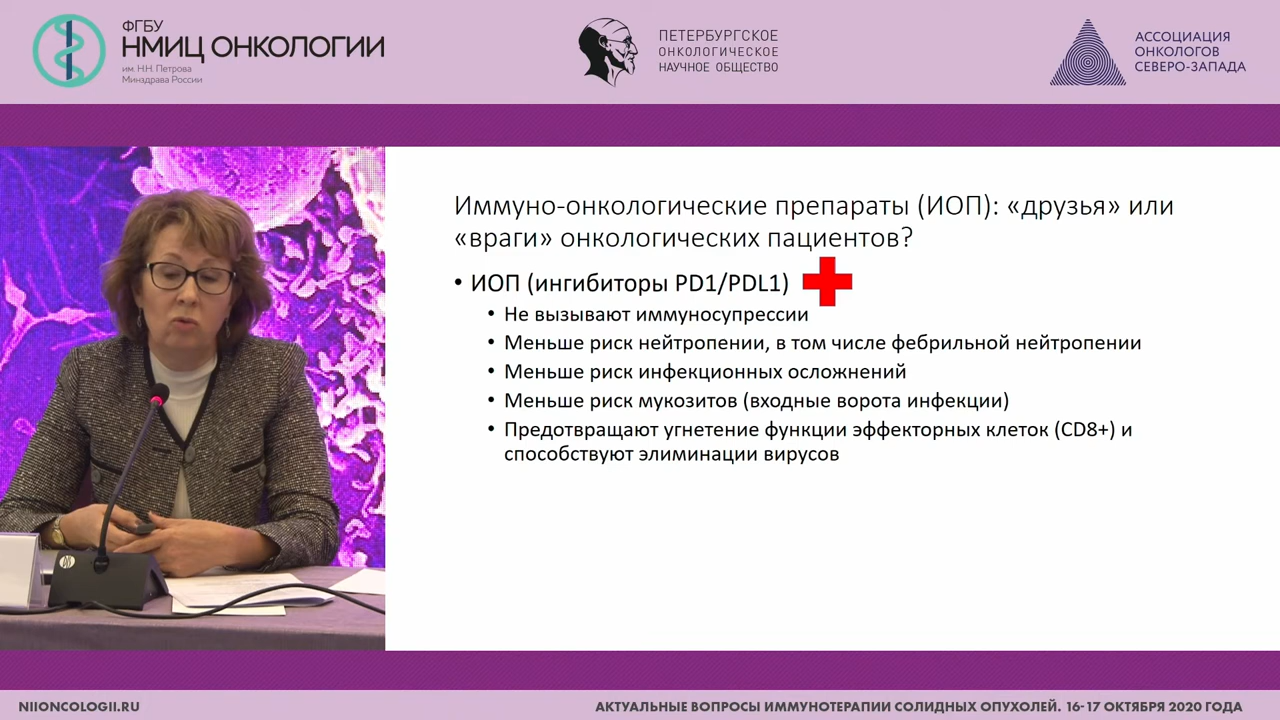 ФГБУ
НМИЦ ОНКОЛОГИИ
им. Н.Н. Петрова
Минздрава России
ПЕТЕРБУРГСКОЕ
ОНКОЛОГИЧЕСКОЕ
НАУЧНОЕ ОБЩЕСТВО
АССОЦИАЦИЯ
ОНКОЛОГОВ
СЕВЕРО-ЗАПАДА
Иммуно-онкологические препараты (ИОП): «друзья» или
«враги» онкологических пациентов?
• ИОП (ингибиторы PD1/PDL1)
• Не вызывают иммуносупрессии
• Меньше риск нейтропении, в том числе фебрильной нейтропении
• Меньше риск инфекционных осложнений
• Меньше риск мукозитов (входные ворота инфекции)
• Предотвращают угнетение функции эффекторных клеток (CD8+) и
способствуют элиминации вирусов
NIIONCOLOGII.RU
АКТУАЛЬНЫЕ ВОПРОСЫ ИММУНОТЕРАПИИ СОЛИДНЫХ ОПУХОЛЕЙ. 16-17 ОКТЯБРЯ 2020 ГОДА